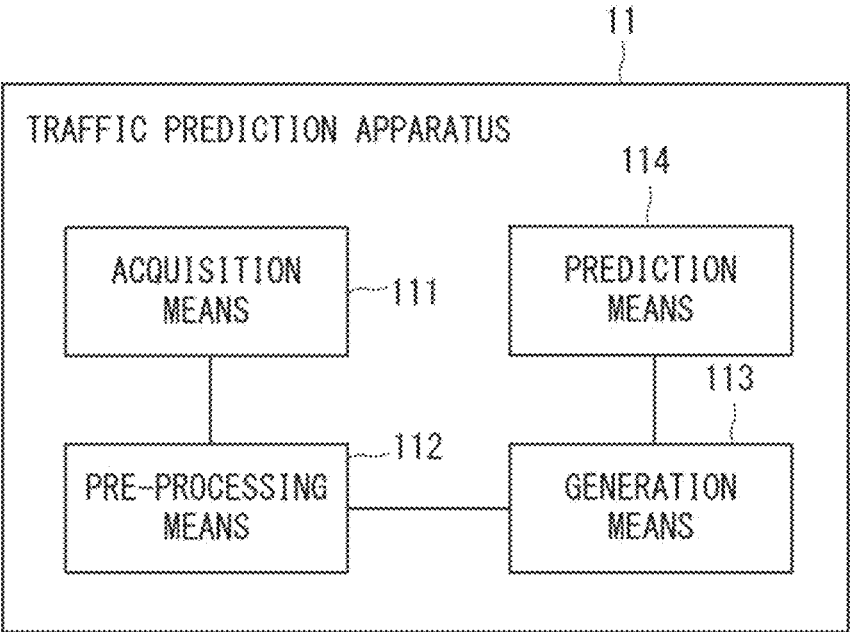 11
TRAFFIC PREDICTION APPARATUS
114
ACQUISITION
MEANS
111
PREDICTION
MEANS
113
PRE-PROCESSING
MEANS
112
GENERATION
MEANS